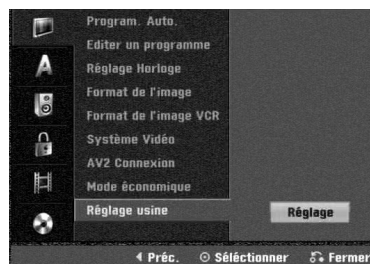 Program. Auto.
Editer un programme
Réglage Horloge
Format de l'image
Format de l'image VCR
Système Vidéo
AV2 Connexion
Mode économique
Réglage usine Réglage
Préc. Séléctionner Fermer